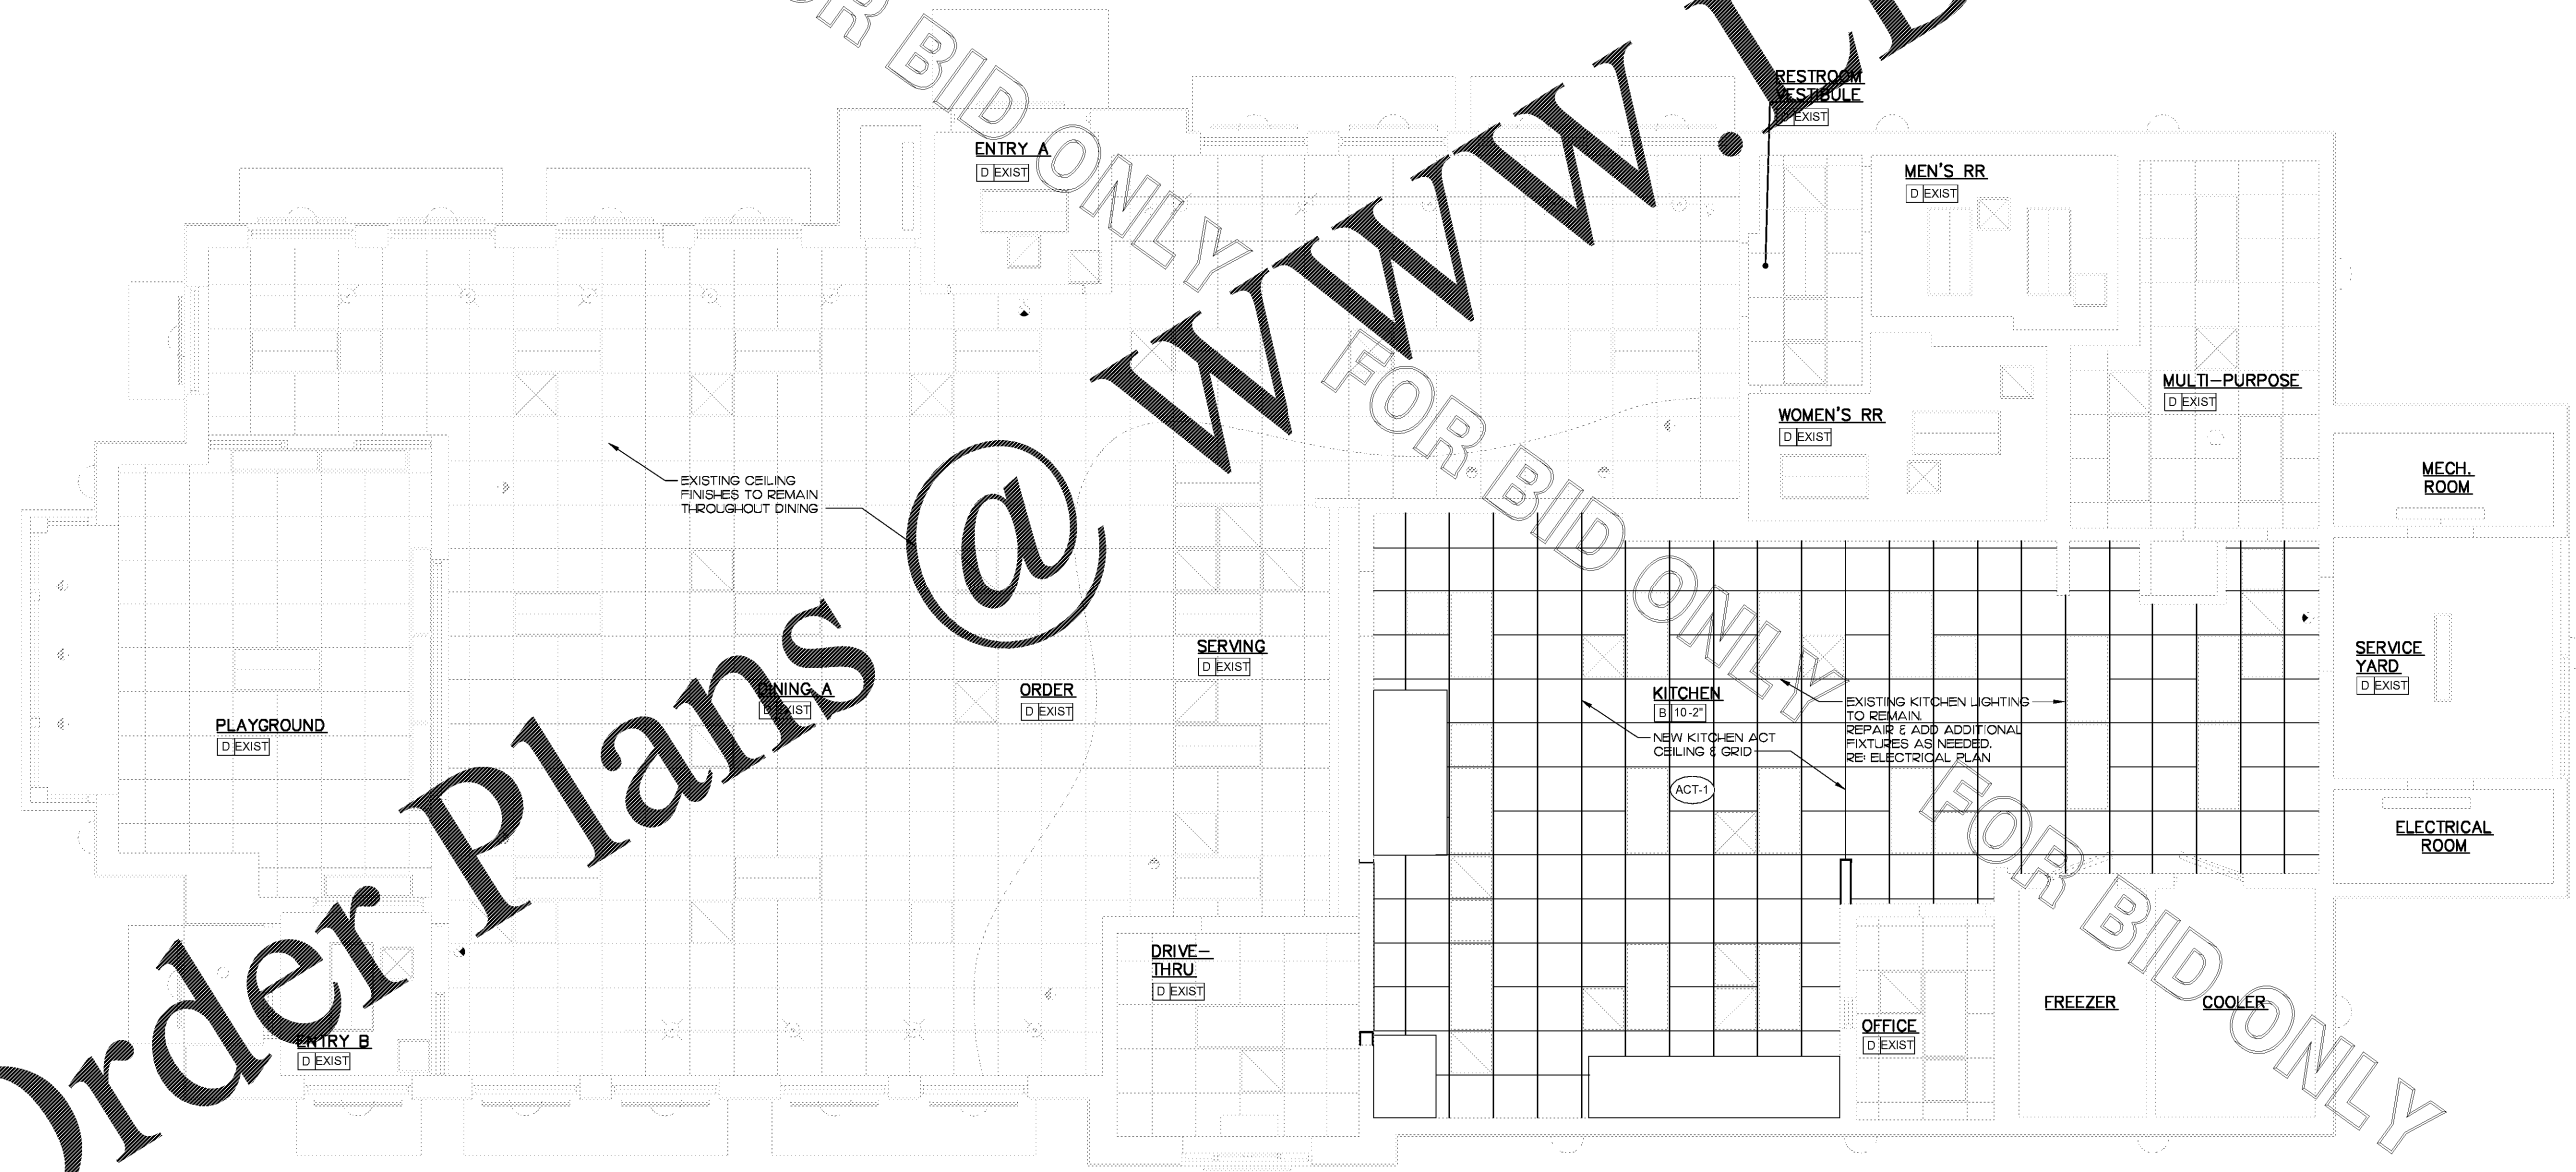 FOR BID ONLY
Order Plans @ WWW.LD
RESTROOM
VESTIBULE
D EXIST
ENTRY A
D EXIST
MEN'S RR
D EXIST
MULTI-PURPOSE
D EXIST
WOMEN'S RR
D EXIST
FOR BID ONLY
MECH.
ROOM
EXISTING CEILING
FINISHES TO REMAIN
THROUGHOUT DINING
SERVING
D EXIST
SERVICE
YARD
D EXIST
DINING A
D EXIST
ORDER
D EXIST
KITCHEN
B 10-2"
EXISTING KITCHEN LIGHTING
TO REMAIN.
REPAIR & ADD ADDITIONAL
FIXTURES AS NEEDED.
RE: ELECTRICAL PLAN
NEW KITCHEN ACT
CEILING & GRID
ACT-1
PLAYGROUND
D EXIST
FOR BID ONLY
ELECTRICAL
ROOM
DRIVE-
THRU
D EXIST
FREEZER
COOLER
OFFICE
D EXIST
ENTRY B
D EXIST